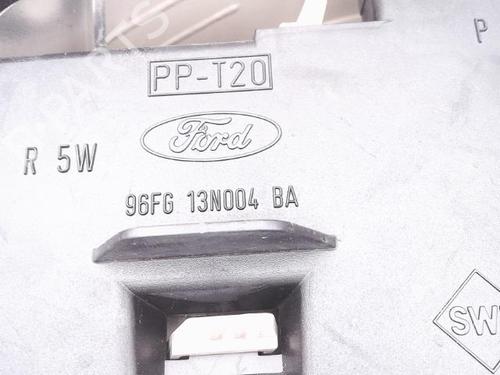 PP-T20
P
Ford
R 5W
96FG 13N004 BA
SW